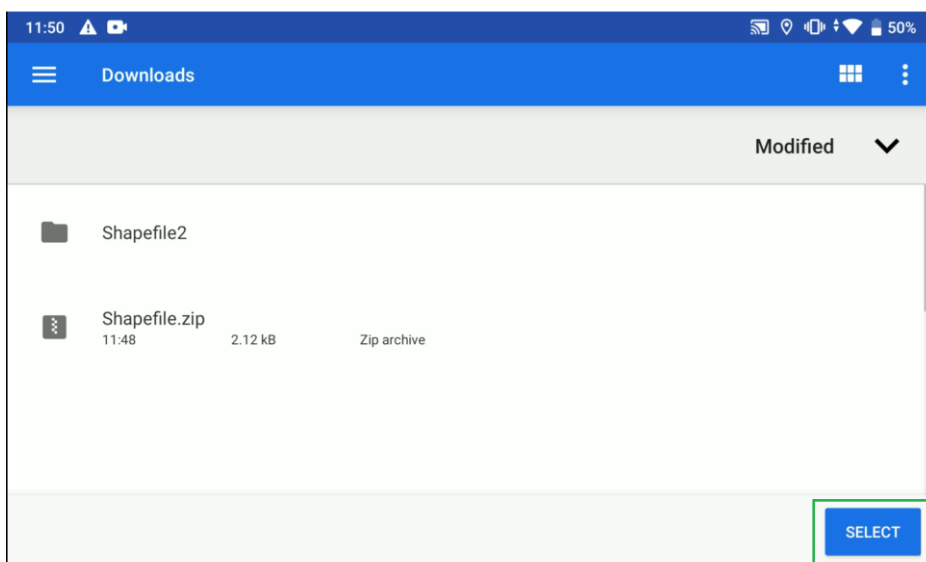 11:50 50%
Downloads
Modified
Shapefile2
Shapefile.zip
11:48 2.12 kB Zip archive
SELECT